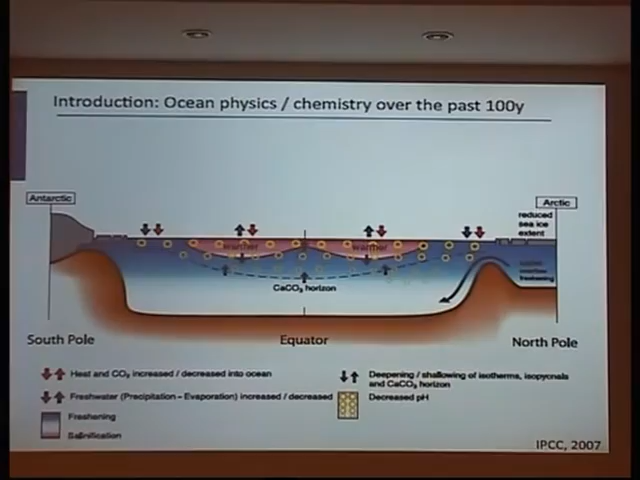 Introduction: Ocean physics / chemistry over the past 100y
Antarctic
Arctic
reduced
sea ice
extent
warmer
warmer
freshening
CaCO₃ horizon
South Pole
Equator
North Pole
Heat and CO₂ increased / decreased into ocean
Freshwater (Precipitation – Evaporation) increased / decreased
Freshening
Salinification
Deepening / shallowing of isotherms, isopycnals
and CaCO₃ horizon
Decreased pH
IPCC, 2007